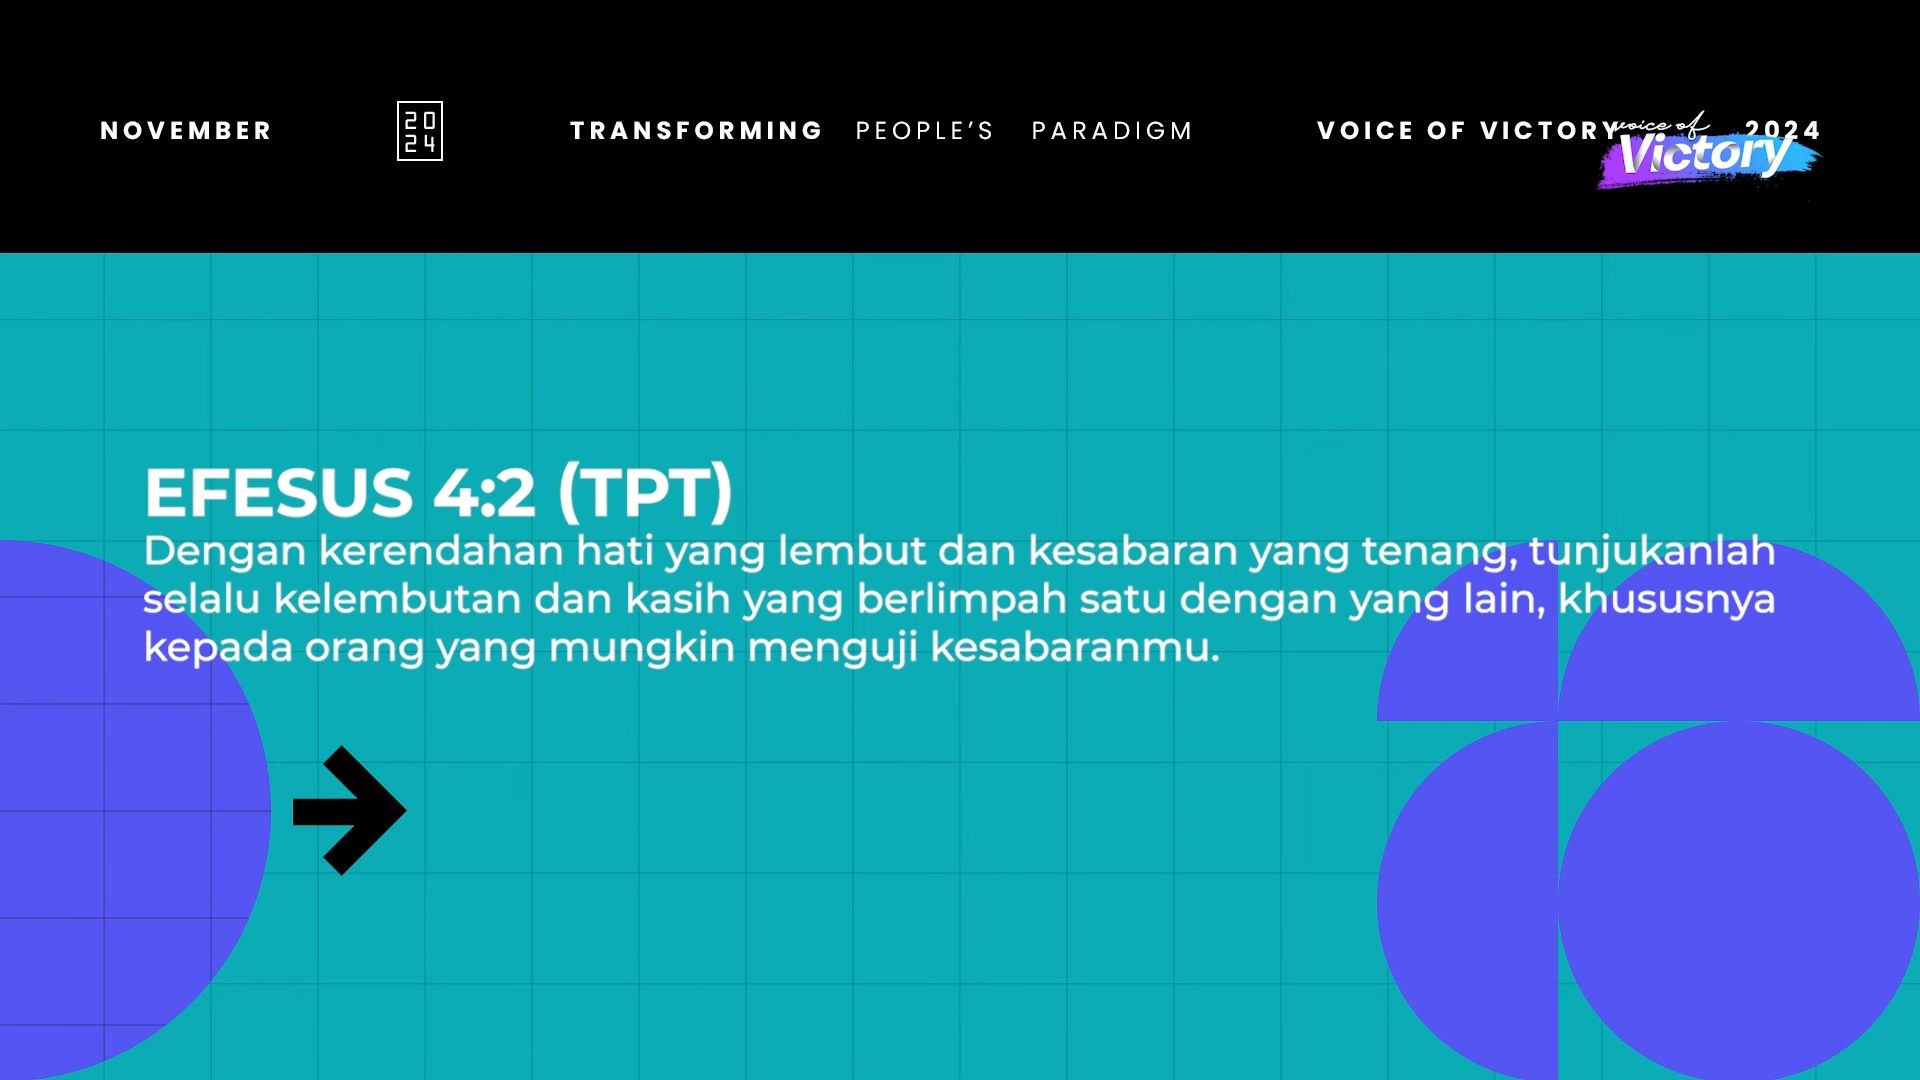 NOVEMBER
20
24
TRANSFORMING PEOPLE'S PARADIGM
VOICE OF VICTORY 2024
voice of
Victory
EFESUS 4:2 (TPT)
Dengan kerendahan hati yang lembut dan kesabaran yang tenang, tunjukanlah
selalu kelembutan dan kasih yang berlimpah satu dengan yang lain, khususnya
kepada orang yang mungkin menguji kesabaranmu.